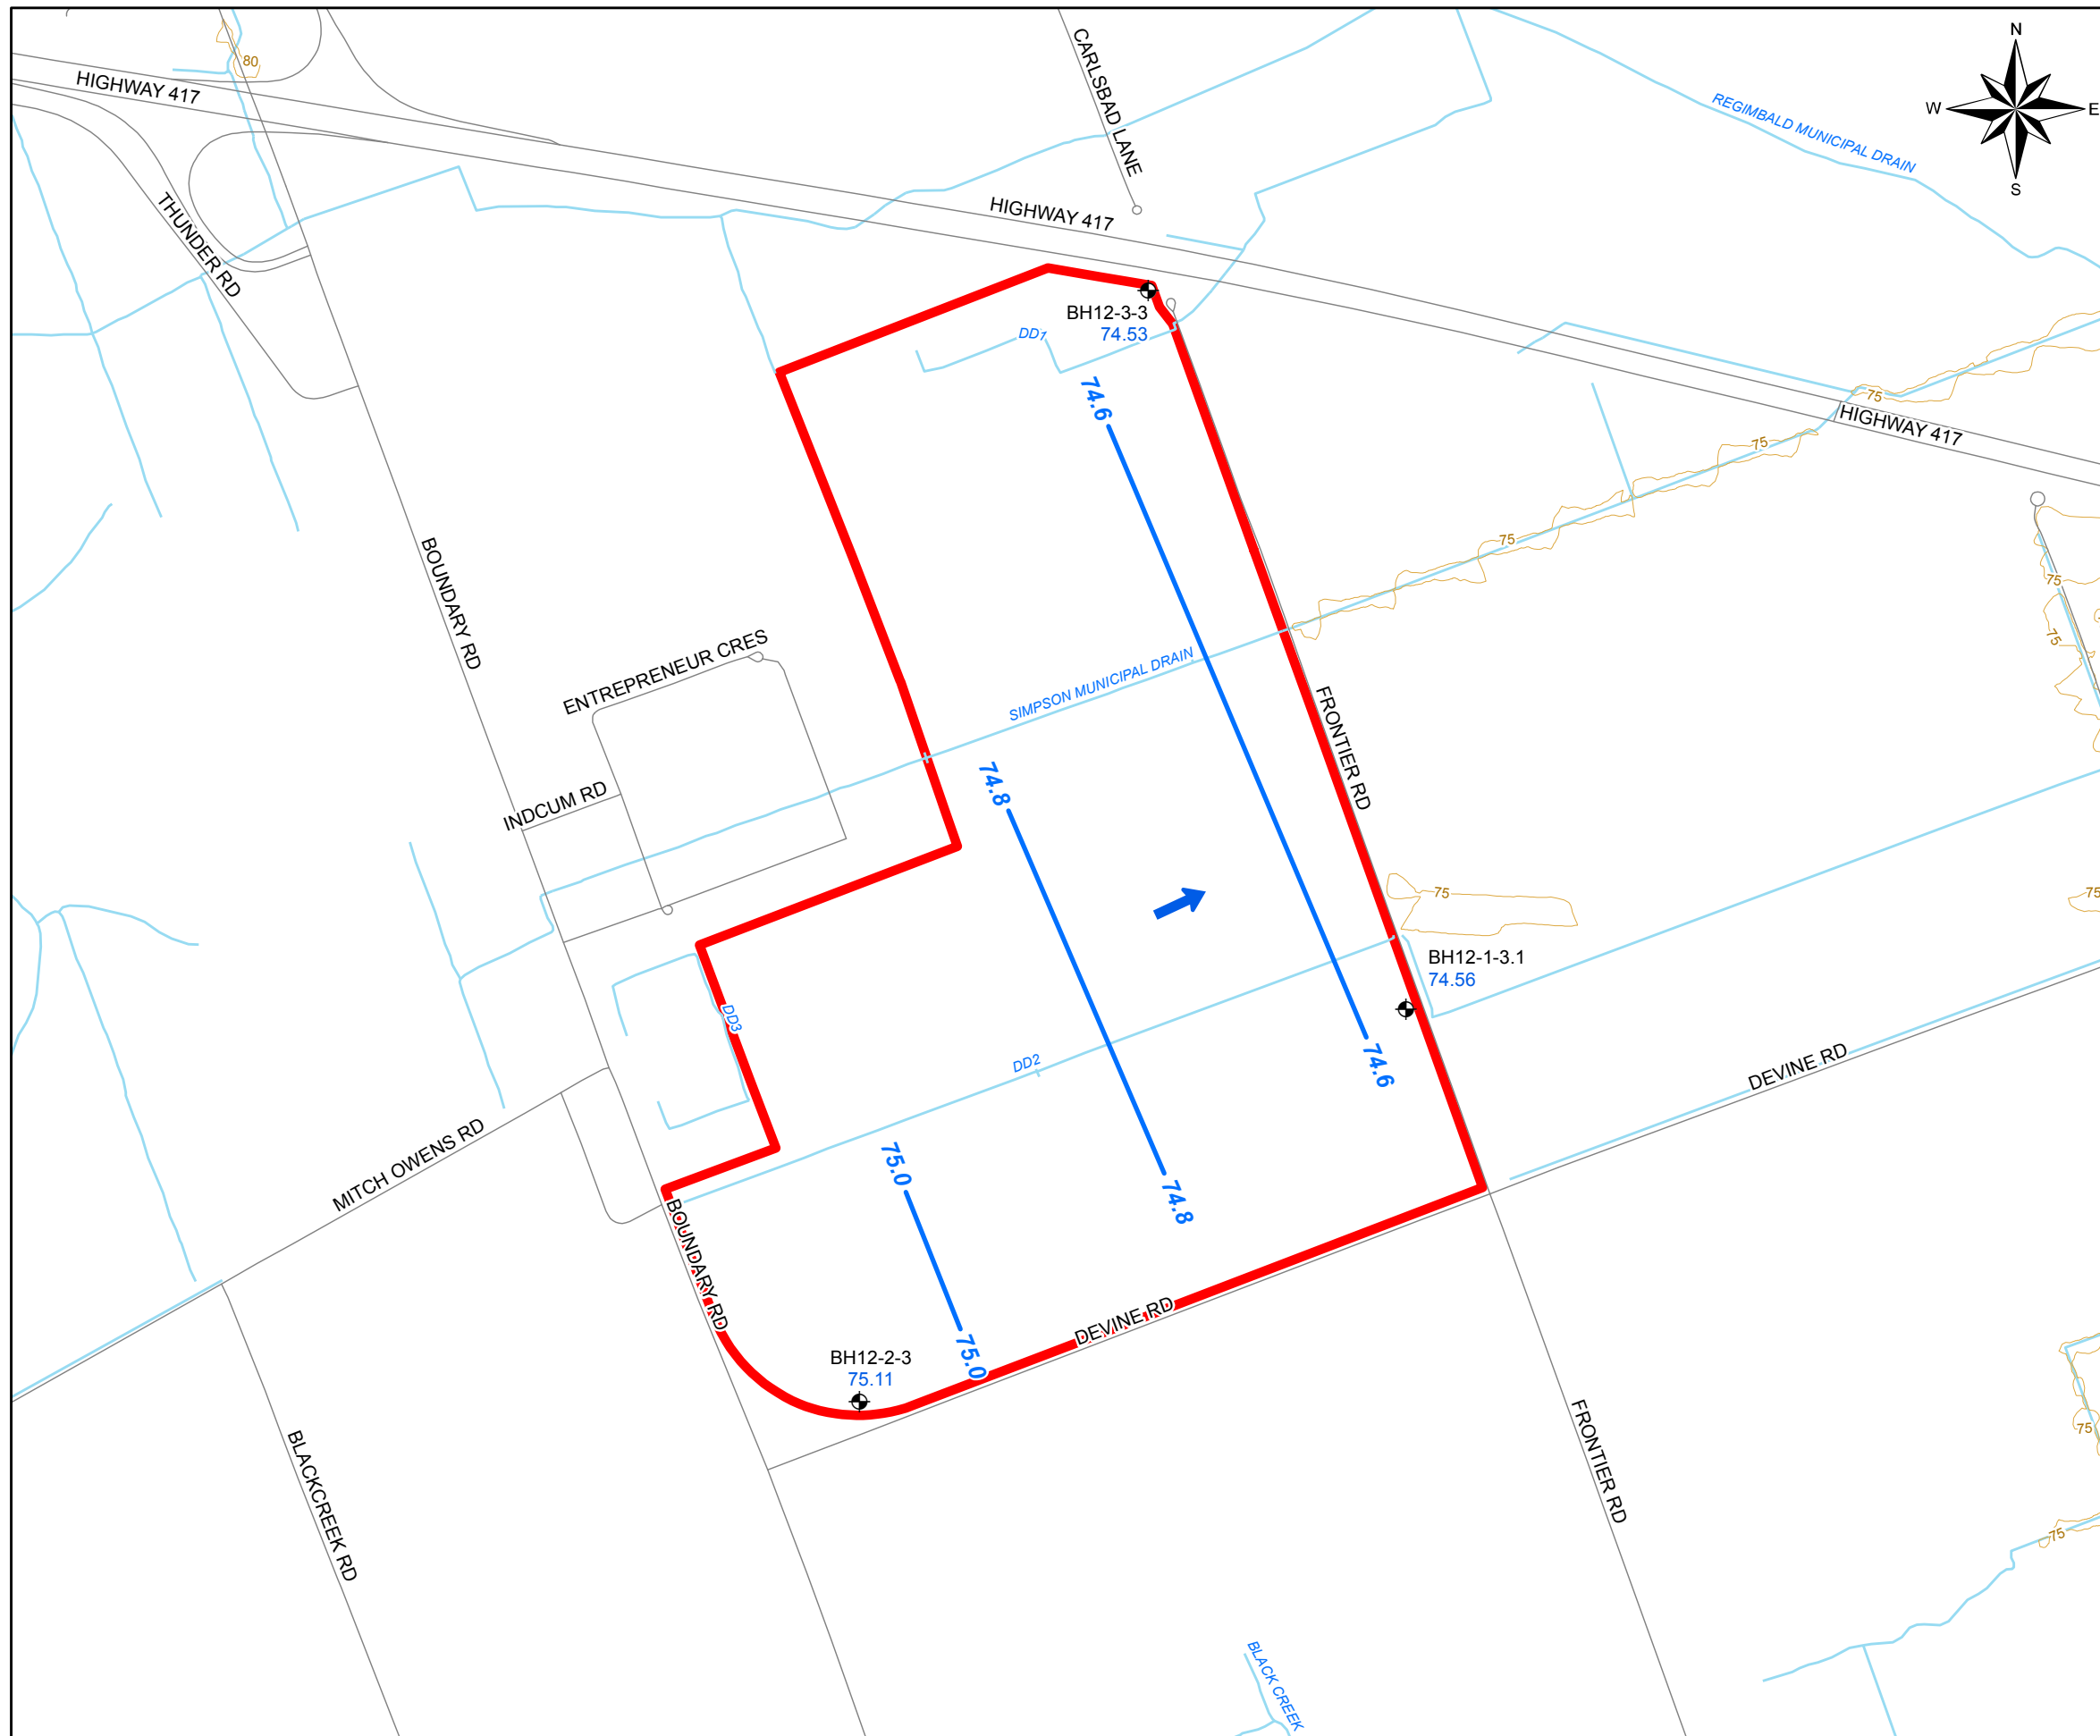 N
W
E
S
80
HIGHWAY 417
CARLSBAD LANE
REGIMBALD MUNICIPAL DRAIN
THUNDER RD
HIGHWAY 417
BH12-3-3
74.53
DD1
74.6
75
HIGHWAY 417
75
75
75
75
BOUNDARY RD
ENTREPRENEUR CRES
SIMPSON MUNICIPAL DRAIN
FRONTIER RD
74.8
INDCUM RD
75
75
BH12-1-3.1
74.56
DD3
DD2
74.6
DEVINE RD
MITCH OWENS RD
75.0
74.8
BOUNDARY RD
DEVINE RD
75.0
BH12-2-3
75.11
BLACKCREEK RD
FRONTIER RD
75
75
BLACK CREEK